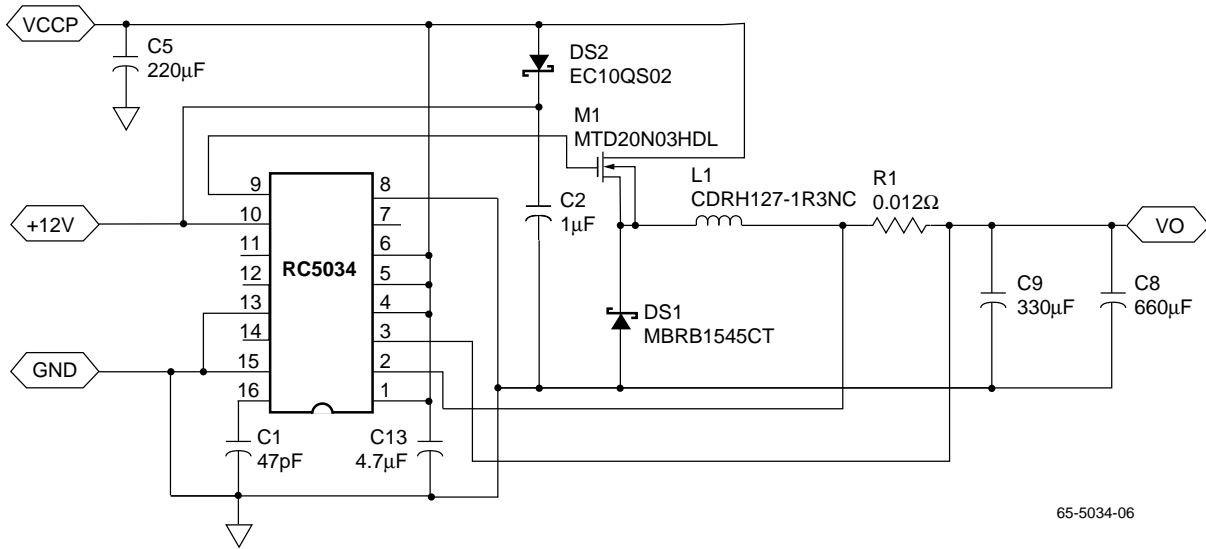 VCCP
C5
220µF
DS2
EC10QS02
M1
MTD20N03HDL
9
8
C2
1µF
L1
CDRH127-1R3NC
R1
0.012Ω
+12V
10
7
VO
11
6
12
RC5034
5
13
4
14
3
DS1
MBRB1545CT
C9
330µF
C8
660µF
GND
15
2
16
1
C1
47pF
C13
4.7µF
65-5034-06